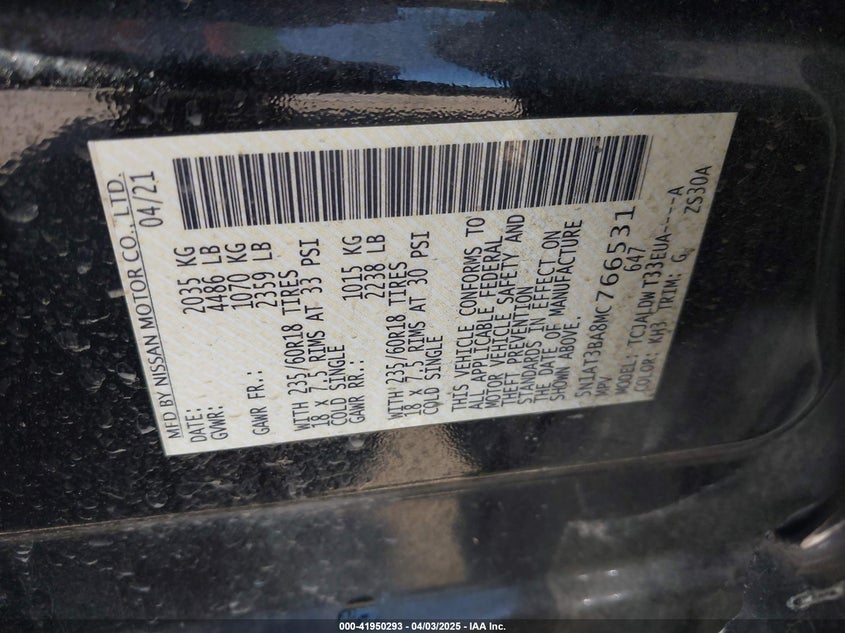 MFD BY NISSAN MOTOR CO., LTD.
DATE: 04/21
GVWR: 2035 KG
4486 LB
GAWR FR.: 1070 KG
2359 LB
WITH 235/60R18 TIRES
18 X 7.5 RIMS AT 33 PSI
COLD SINGLE
GAWR RR.: 1015 KG
2238 LB
WITH 235/60R18 TIRES
18 X 7.5 RIMS AT 30 PSI
COLD SINGLE
THIS VEHICLE CONFORMS TO
ALL APPLICABLE FEDERAL
MOTOR VEHICLE SAFETY AND
THEFT PREVENTION
STANDARDS IN EFFECT ON
THE DATE OF MANUFACTURE
SHOWN ABOVE.
5N1AT3BA8MC766531
MPV 647
MODEL: TCJALDWT33EUA----A
COLOR: KH3 TRIM: G ZS30A
000-41950293 - 04/03/2025 - IAA Inc.